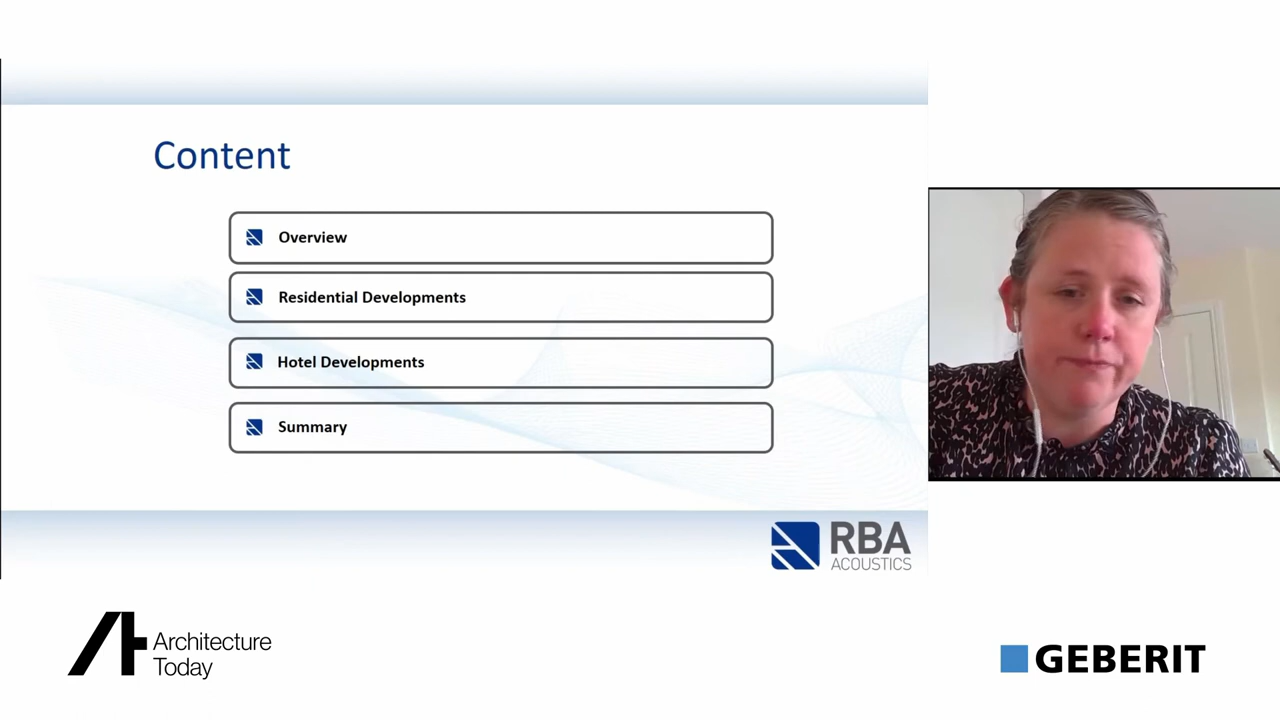 Content
Overview
Residential Developments
Hotel Developments
Summary
RBA
ACOUSTICS
Architecture
Today
GEBERIT